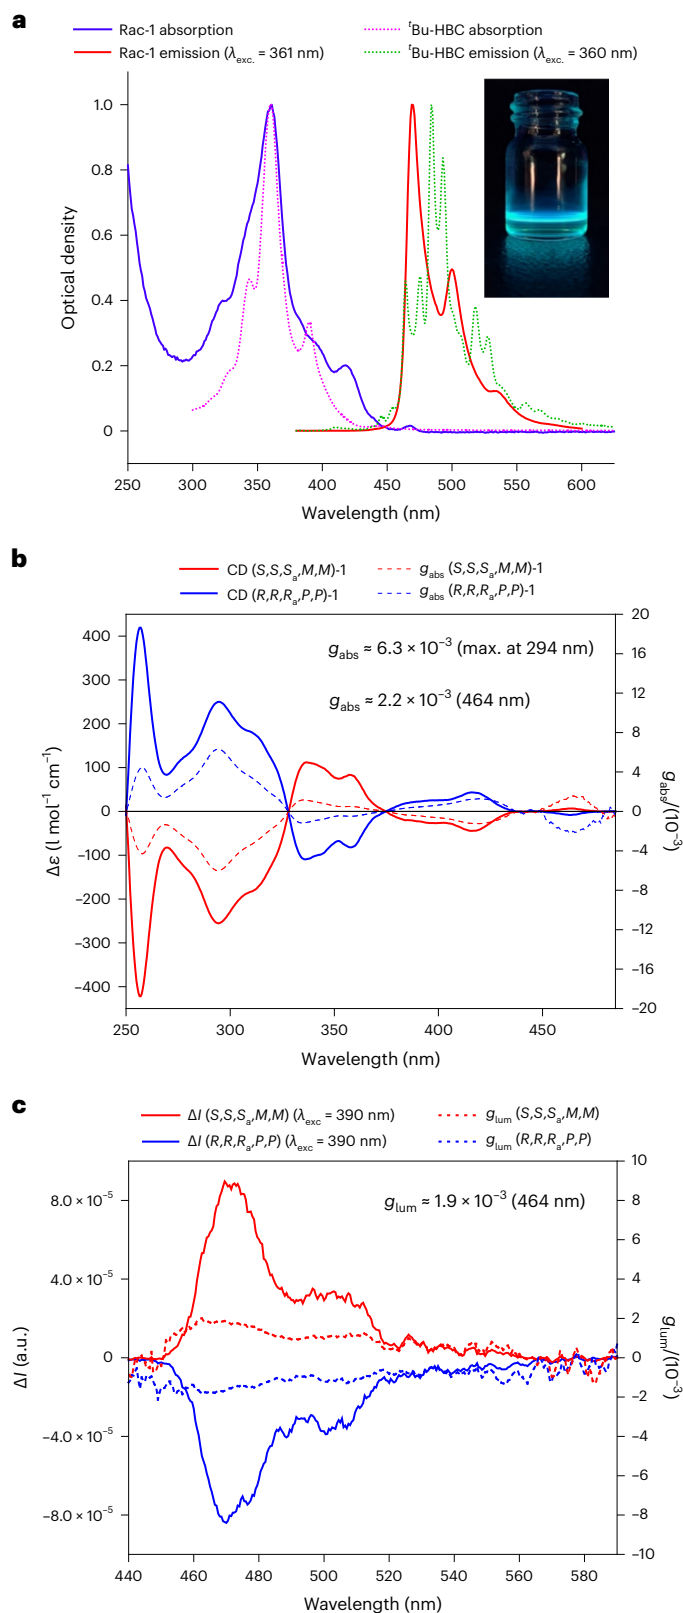 a
Rac-1 absorption
ᵗBu-HBC absorption
Rac-1 emission (λexc. = 361 nm)
ᵗBu-HBC emission (λexc. = 360 nm)
1.0
0.8
0.6
0.4
0.2
0
Optical density
250 300 350 400 450 500 550 600
Wavelength (nm)
b
CD (S,S,Sₐ,M,M)-1
gabs (S,S,Sₐ,M,M)-1
CD (R,R,Rₐ,P,P)-1
gabs (R,R,Rₐ,P,P)-1
gabs ≈ 6.3 × 10⁻³ (max. at 294 nm)
gabs ≈ 2.2 × 10⁻³ (464 nm)
400
300
200
100
0
–100
–200
–300
–400
Δε (l mol⁻¹ cm⁻¹)
20
16
12
8
4
0
–4
–8
–12
–16
–20
gabs/(10⁻³)
250 300 350 400 450
Wavelength (nm)
c
ΔI (S,S,Sₐ,M,M) (λexc = 390 nm)
glum (S,S,Sₐ,M,M)
ΔI (R,R,Rₐ,P,P) (λexc = 390 nm)
glum (R,R,Rₐ,P,P)
glum ≈ 1.9 × 10⁻³ (464 nm)
8.0 × 10⁻⁵
4.0 × 10⁻⁵
0
–4.0 × 10⁻⁵
–8.0 × 10⁻⁵
ΔI (a.u.)
10
8
6
4
2
0
–2
–4
–6
–8
–10
glum/(10⁻³)
440 460 480 500 520 540 560 580
Wavelength (nm)